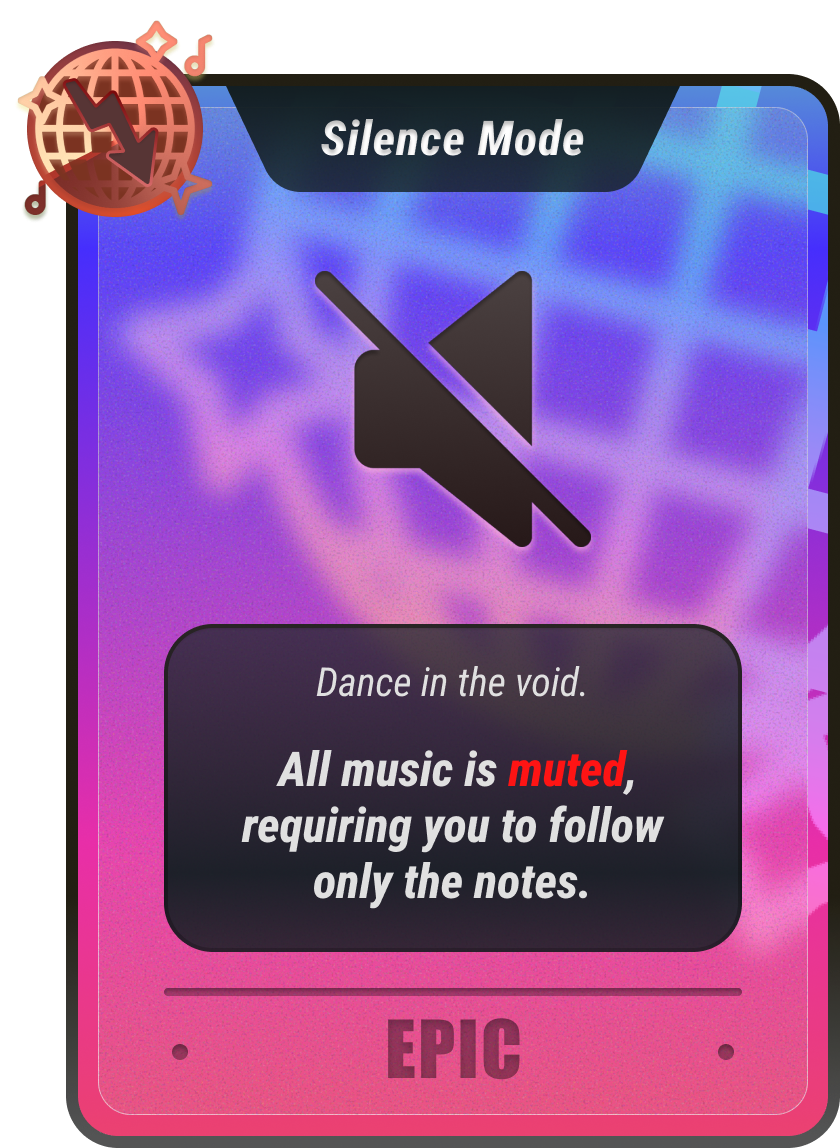 Silence Mode
Dance in the void.
All music is muted,
requiring you to follow
only the notes.
EPIC